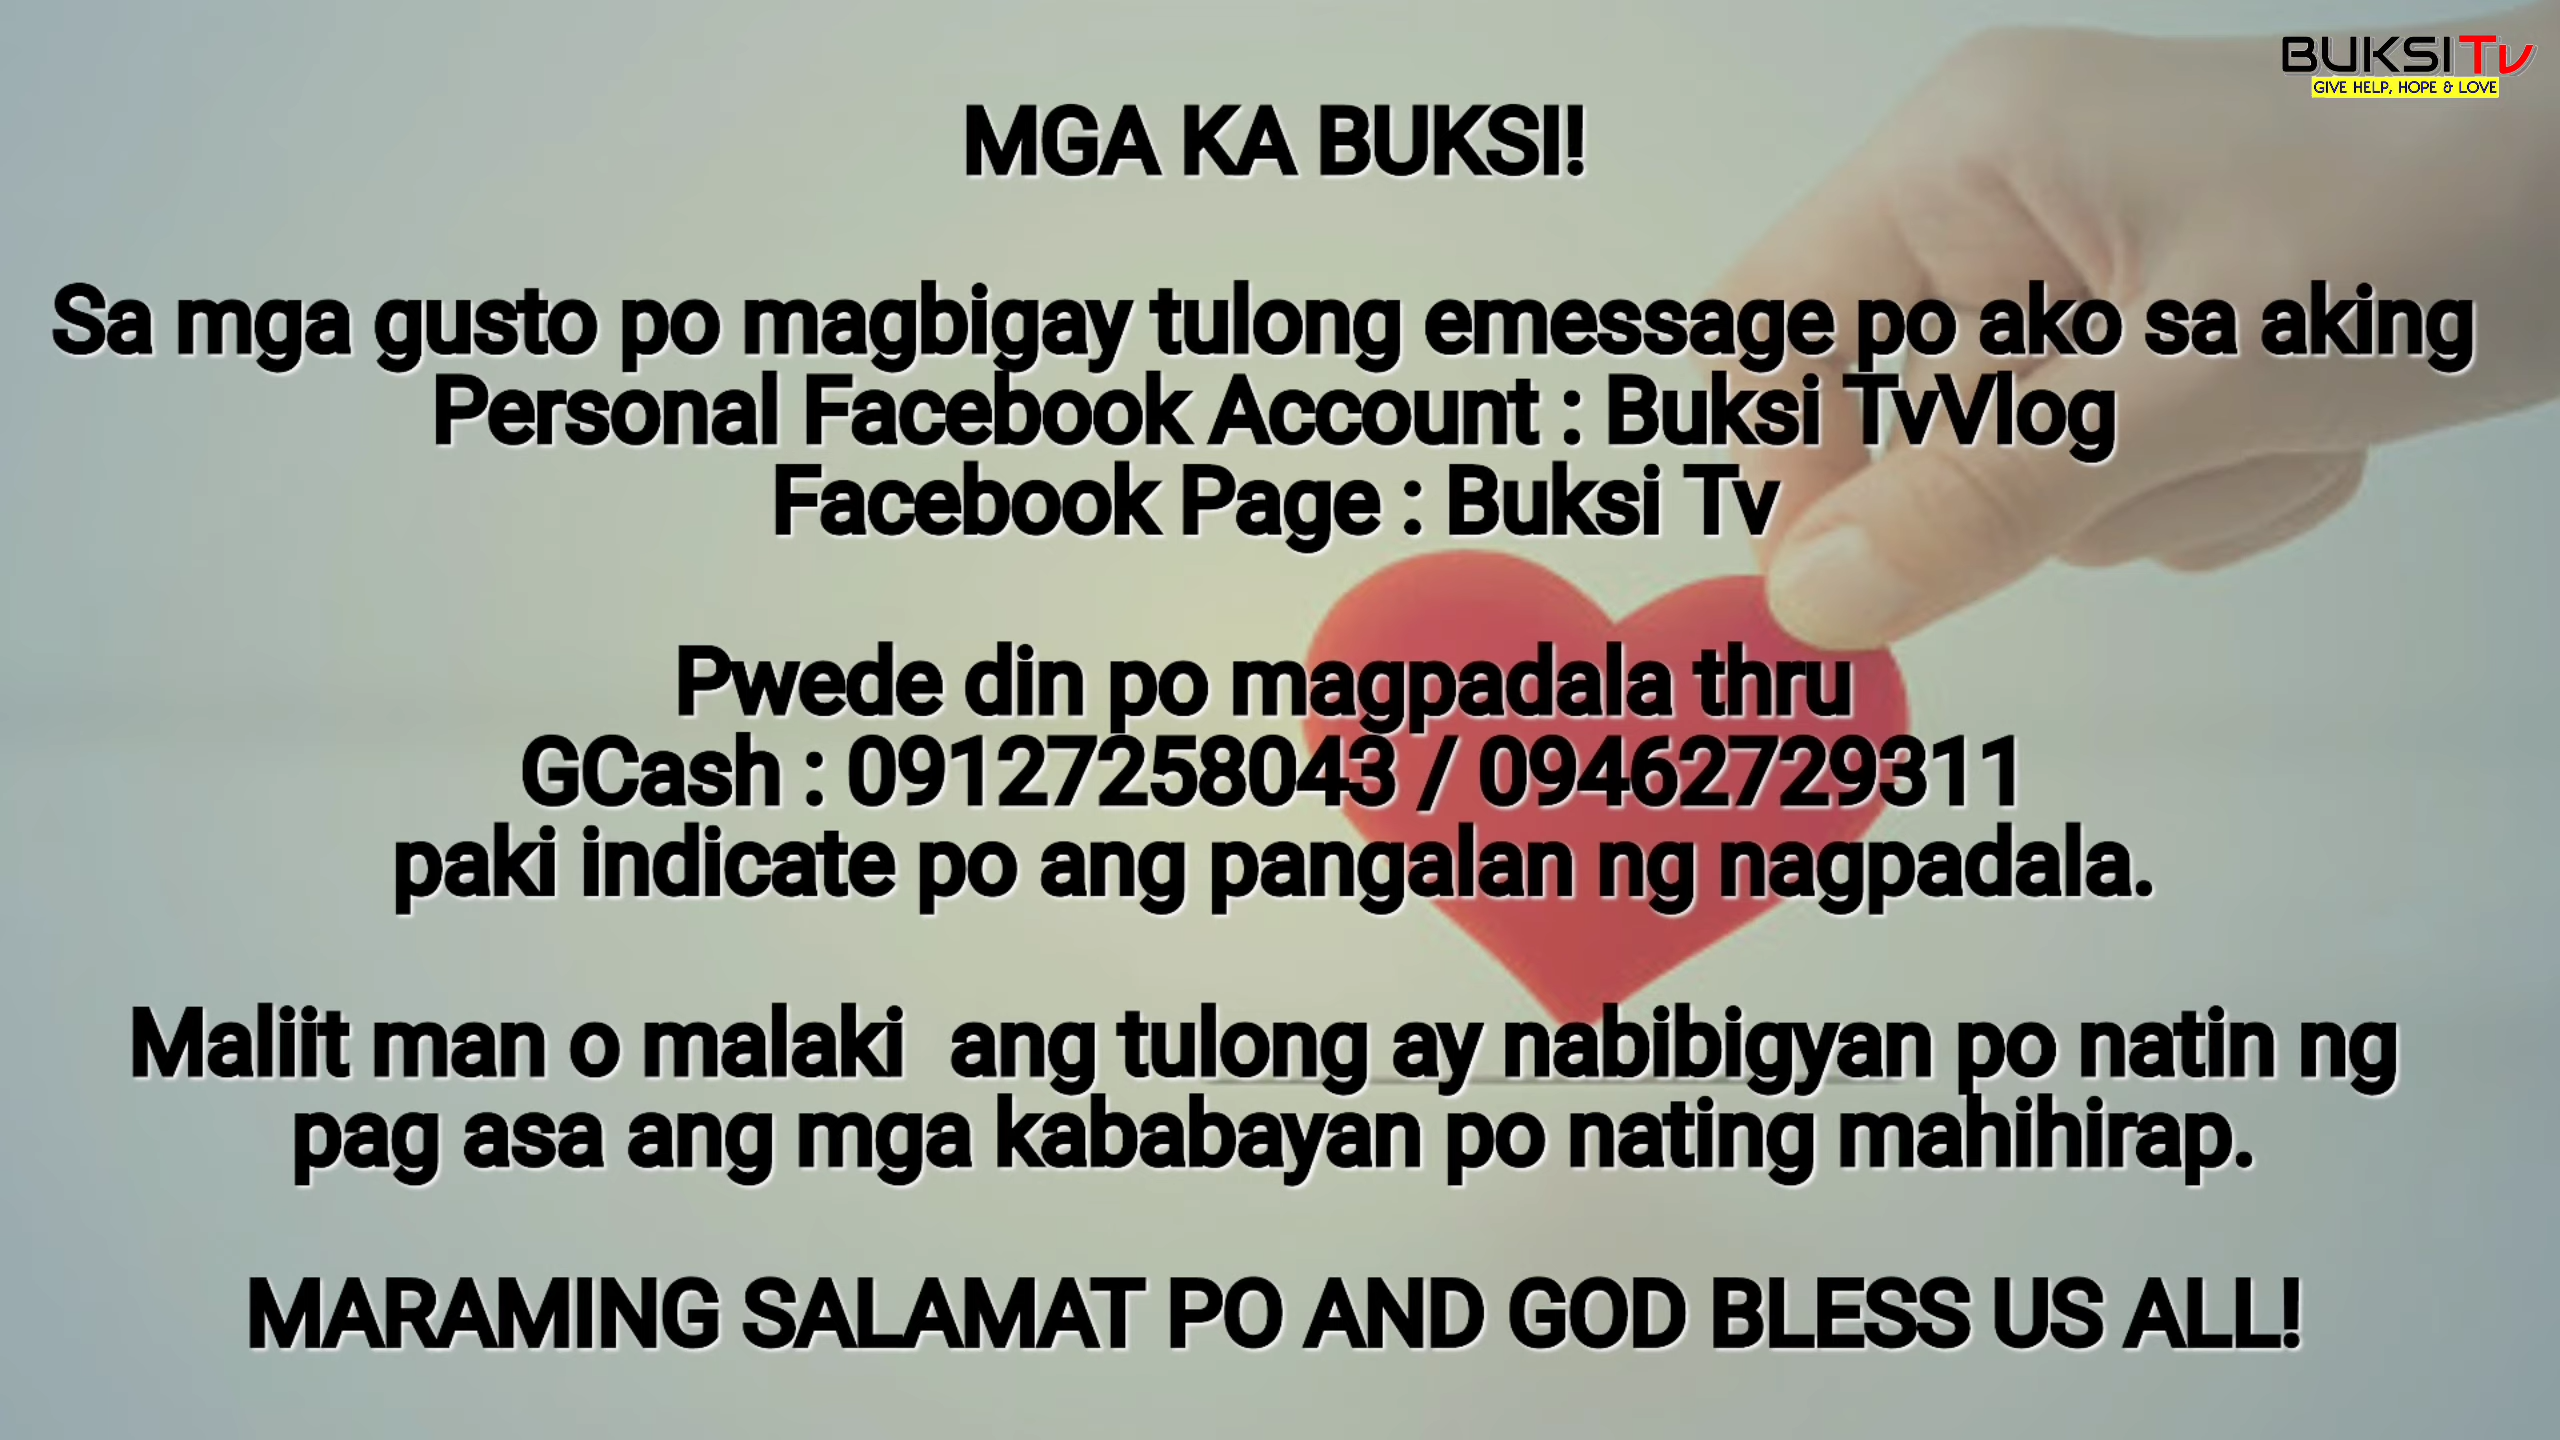 BUKSITv
GIVE HELP, HOPE & LOVE
MGA KA BUKSI!
Sa mga gusto po magbigay tulong emessage po ako sa aking
Personal Facebook Account : Buksi TvVlog
Facebook Page : Buksi Tv
Pwede din po magpadala thru
GCash : 09127258043 / 09462729311
paki indicate po ang pangalan ng nagpadala.
Maliit man o malaki  ang tulong ay nabibigyan po natin ng
pag asa ang mga kababayan po nating mahihirap.
MARAMING SALAMAT PO AND GOD BLESS US ALL!